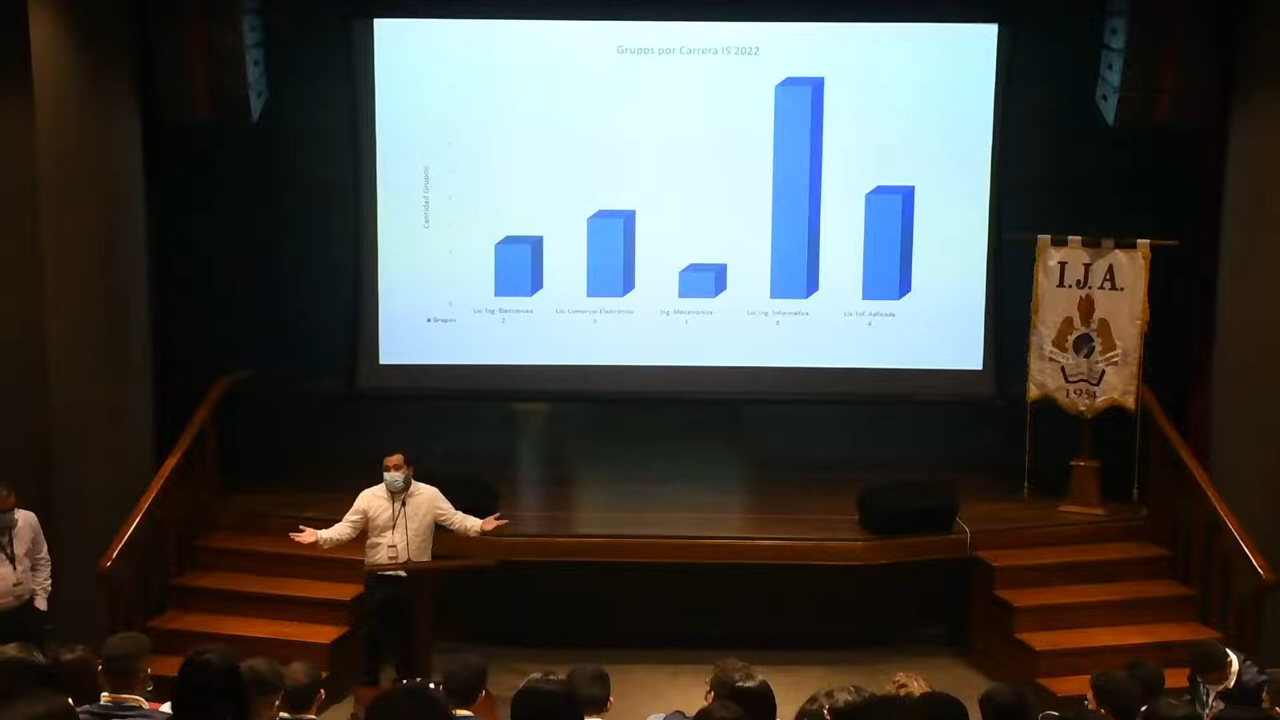 Grupos por Carrera IS 2022
Cantidad Grupos
Lic. Ing. Electrónica
Lic. Comercio Electrónico
Ing. Mecatrónica
Lic. Ing. Informática
Lic. Inf. Aplicada
Grupos
2
3
1
8
4
I.J.A.
1954